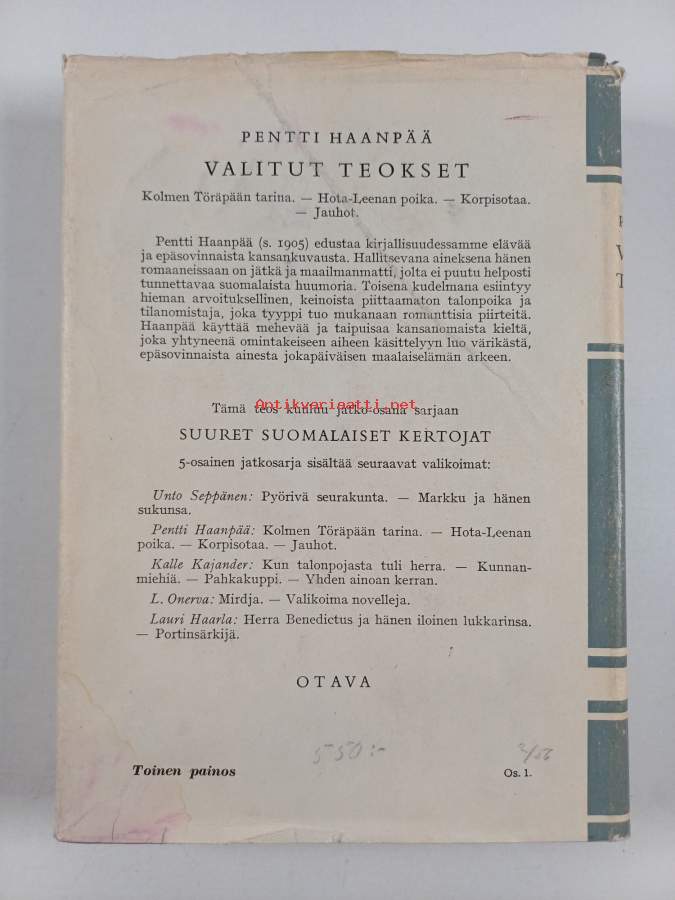 PENTTI HAANPÄÄ
VALITUT TEOKSET
Kolmen Töräpään tarina. — Hota-Leenan poika. — Korpisotaa.
— Jauhot.
Pentti Haanpää (s. 1905) edustaa kirjallisuudessamme elävää
ja epäsovinnaista kansankuvausta. Hallitsevana aineksena hänen
romaaneissaan on jätkä ja maailmanmatti, jolta ei puutu helposti
tunnettavaa suomalaista huumoria. Toisena kudelmana esiintyy
hieman arvoituksellinen, keinoista piittaamaton talonpoika ja
tilanomistaja, joka tyyppi tuo mukanaan romanttisia piirteitä.
Haanpää käyttää mehevää ja taipuisaa kansanomaista kieltä,
joka yhtyneenä omintakeiseen aiheen käsittelyyn luo värikästä,
epäsovinnaista ainesta jokapäiväisen maalaiselämän arkeen.
Antikvariaatti.net
Tämä teos kuuluu jatko-osana sarjaan
SUURET SUOMALAISET KERTOJAT
5-osainen jatkosarja sisältää seuraavat valikoimat:
Unto Seppänen: Pyörivä seurakunta. — Markku ja hänen
sukunsa.
Pentti Haanpää: Kolmen Töräpään tarina. — Hota-Leenan
poika. — Korpisotaa. — Jauhot.
Kalle Kajander: Kun talonpojasta tuli herra. — Kunnan-
miehiä. — Pahkakuppi. — Yhden ainoan kerran.
L. Onerva: Mirdja. — Valikoima novelleja.
Lauri Haarla: Herra Benedictus ja hänen iloinen lukkarinsa.
— Portinsärkijä.
OTAVA
550:-
Toinen painos
Os. 1.